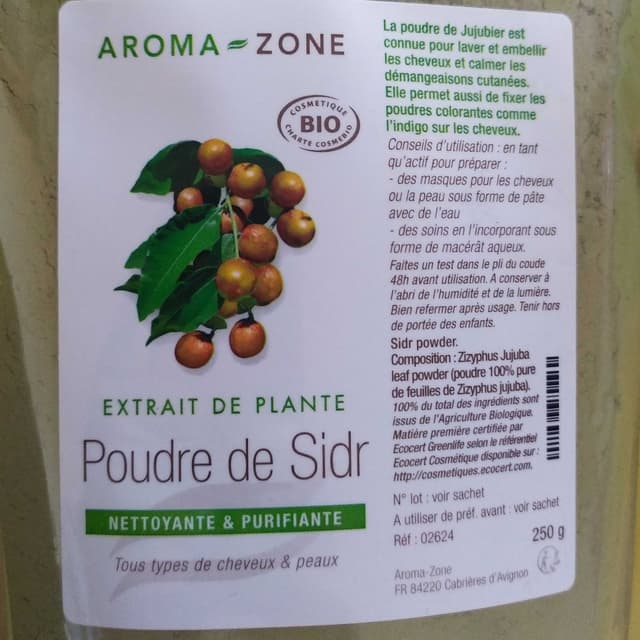 AROMA-ZONE
COSMETIQUE
BIO
CHARTE COSMEBIO
EXTRAIT DE PLANTE
Poudre de Sidr
NETTOYANTE & PURIFIANTE
Tous types de cheveux & peaux
La poudre de Jujubier est
connue pour laver et embellir
les cheveux et calmer les
démangeaisons cutanées.
Elle permet aussi de fixer les
poudres colorantes comme
l'indigo sur les cheveux.
Conseils d'utilisation : en tant
qu'actif pour préparer :
- des masques pour les cheveux
ou la peau sous forme de pâte
avec de l'eau
- des soins en l'incorporant sous
forme de macérât aqueux.
Faites un test dans le pli du coude
48h avant utilisation. A conserver à
l'abri de l'humidité et de la lumière.
Bien refermer après usage. Tenir hors
de portée des enfants.
Sidr powder.
Composition : Zizyphus Jujuba
leaf powder (poudre 100% pure
de feuilles de Zizyphus jujuba).
100% du total des ingrédients sont
issus de l'Agriculture Biologique.
Matière première certifiée par
Ecocert Greenlife selon le référentiel
Ecocert Cosmétique disponible sur :
http://cosmetiques.ecocert.com.
N° lot : voir sachet
A utiliser de préf. avant : voir sachet
Réf : 02624
250 g
Aroma-Zone
FR 84220 Cabrières d'Avignon